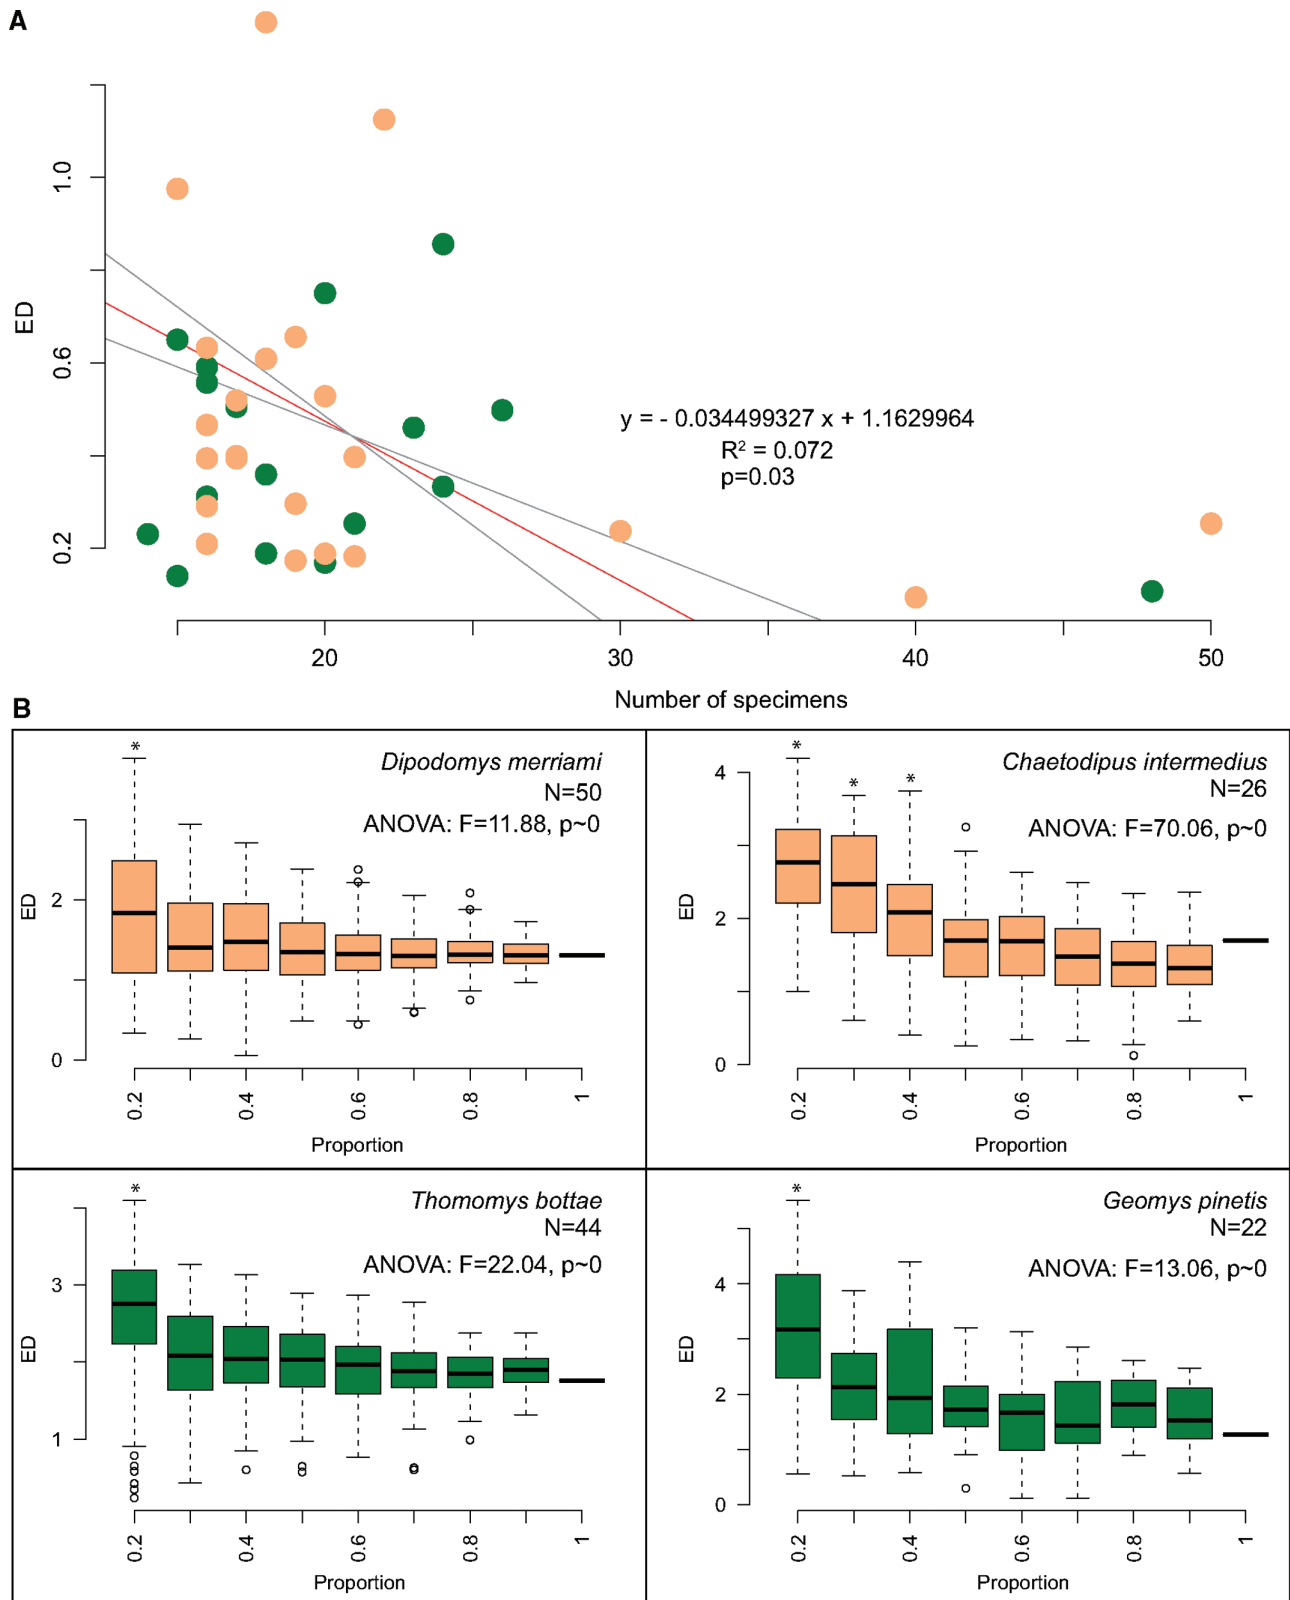 A
ED
1.0
0.6
0.2
y = - 0.034499327 x + 1.1629964
R² = 0.072
p=0.03
20 30 40 50
Number of specimens
B
*
Dipodomys merriami
N=50
ANOVA: F=11.88, p~0
ED
2
0
0.2 0.4 0.6 0.8 1
Proportion
* * *
Chaetodipus intermedius
N=26
ANOVA: F=70.06, p~0
ED
4
2
0
0.2 0.4 0.6 0.8 1
Proportion
*
Thomomys bottae
N=44
ANOVA: F=22.04, p~0
ED
3
1
0.2 0.4 0.6 0.8 1
Proportion
*
Geomys pinetis
N=22
ANOVA: F=13.06, p~0
ED
4
2
0
0.2 0.4 0.6 0.8 1
Proportion